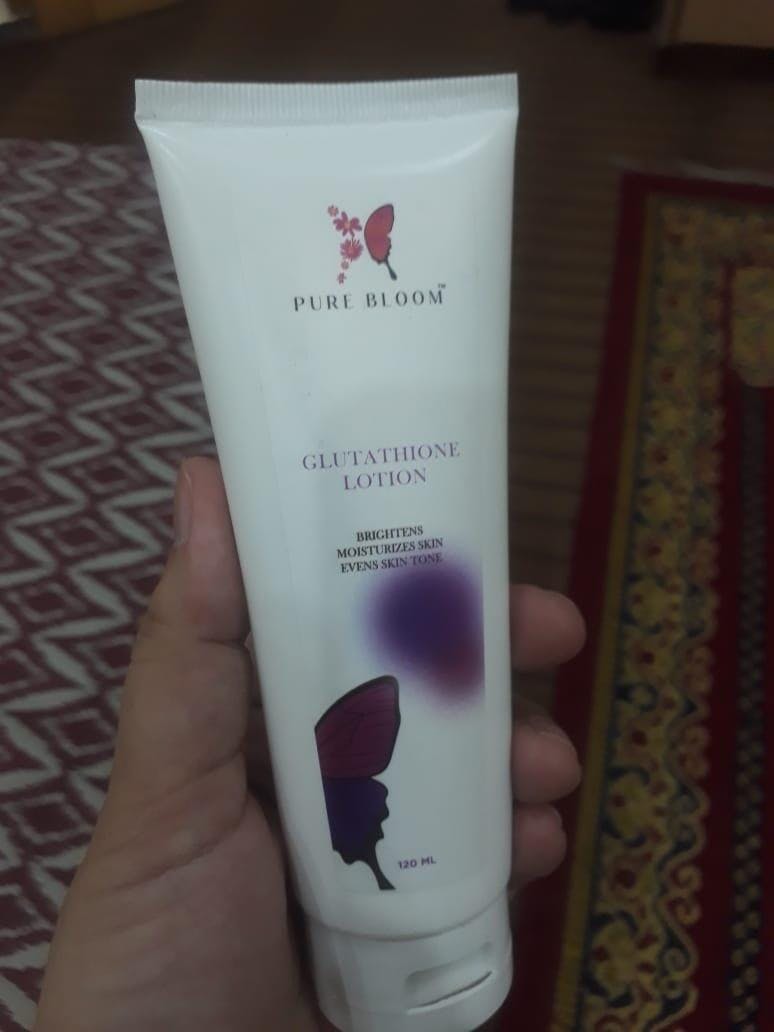 PURE BLOOM™
GLUTATHIONE
LOTION
BRIGHTENS
MOISTURIZES SKIN
EVENS SKIN TONE
120 ML